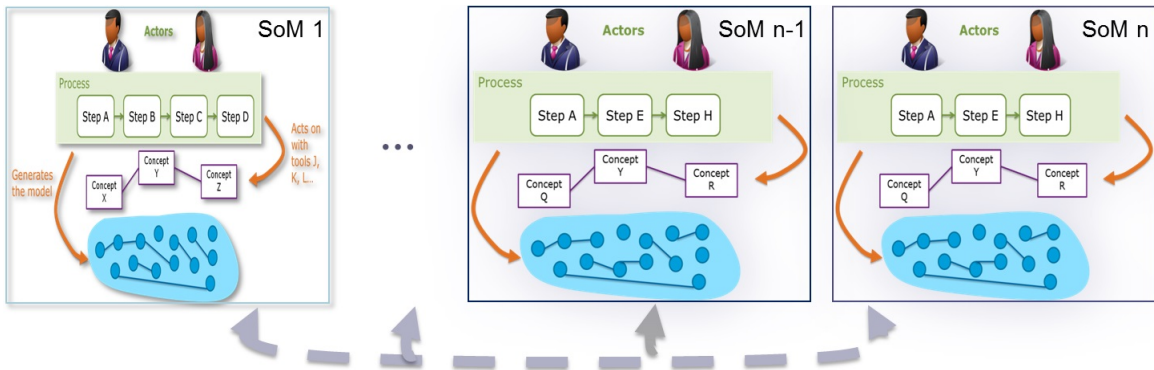 Actors
SoM 1
Process
Step A
Step B
Step C
Step D
Acts on
with
tools J,
K, L..
Generates
the model
Concept
X
Concept
Y
Concept
Z
...
Actors
SoM n-1
Process
Step A
Step E
Step H
Concept
Q
Concept
Y
Concept
R
Actors
SoM n
Process
Step A
Step E
Step H
Concept
Q
Concept
Y
Concept
R